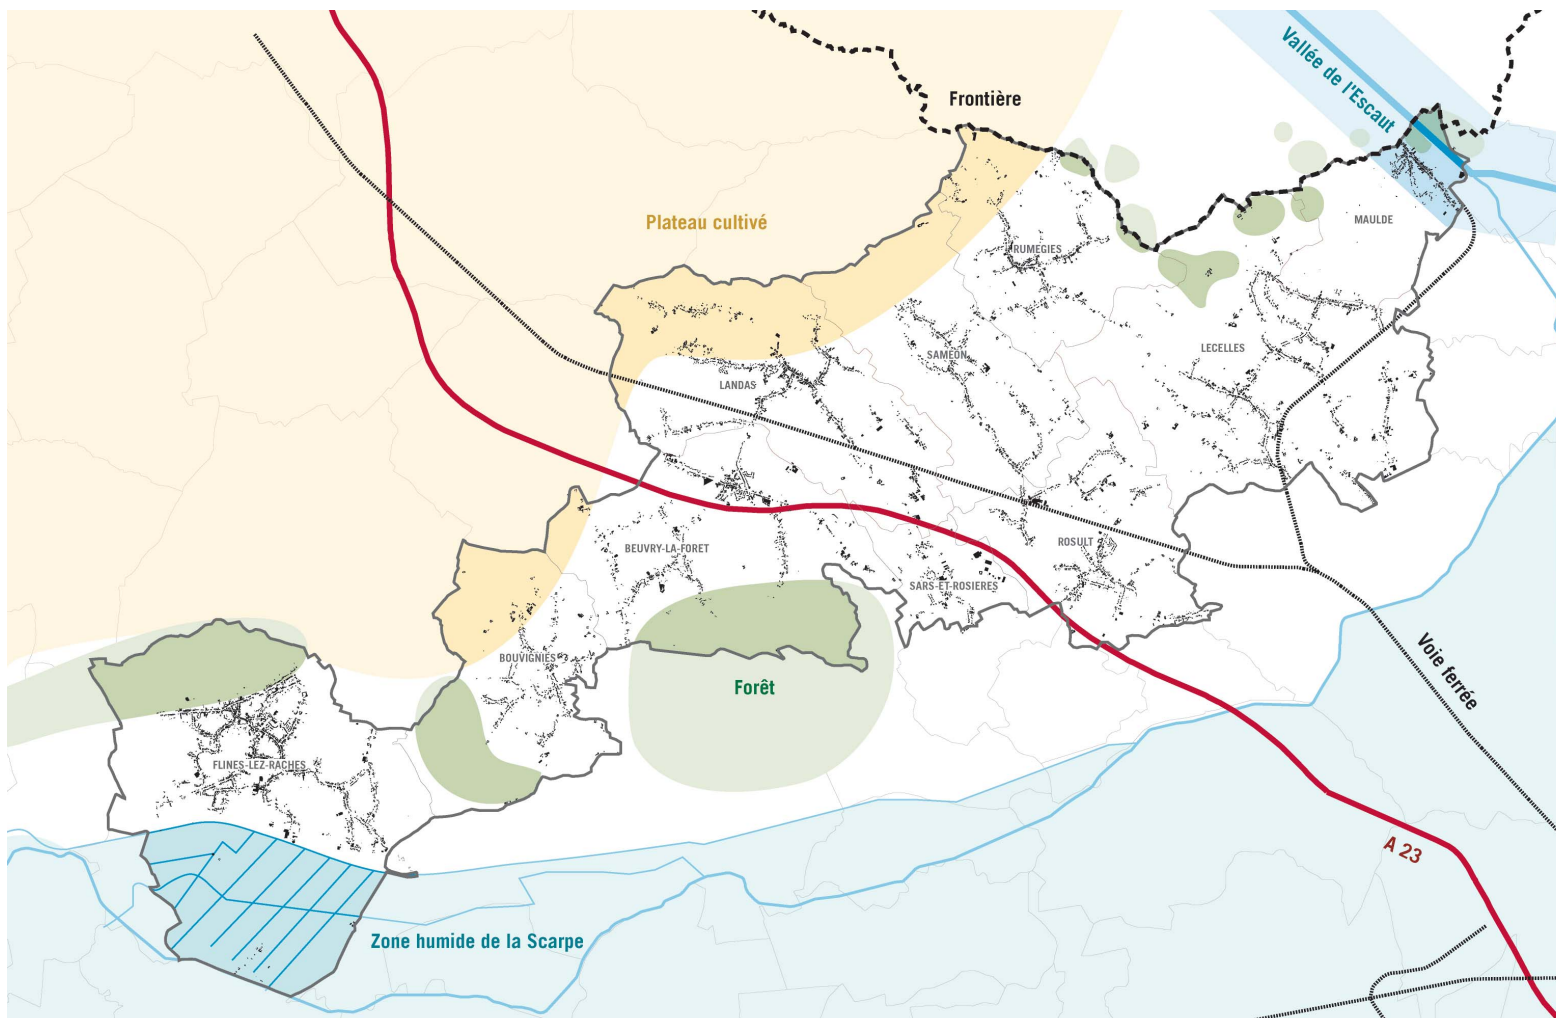 Vallée de l'Escaut
Frontière
Plateau cultivé
MAULDE
RUMEGIES
LECELLES
SAMEON
LANDAS
ROSULT
BEUVRY-LA-FORET
SARS-ET-ROSIERES
BOUVIGNIES
Forêt
Voie ferrée
FLINES-LEZ-RACHES
A 23
Zone humide de la Scarpe